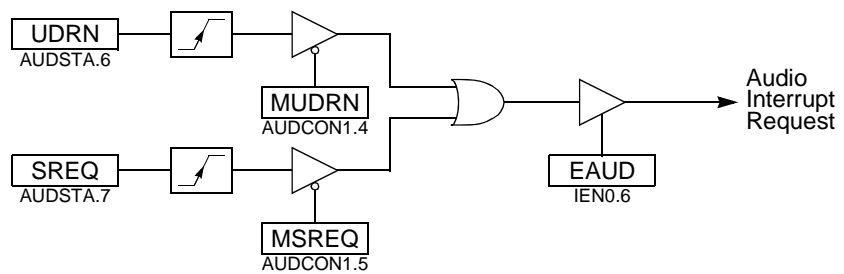 UDRN
AUDSTA.6
MUDRN
AUDCON1.4
Audio
Interrupt
Request
SREQ
AUDSTA.7
EAUD
IEN0.6
MSREQ
AUDCON1.5